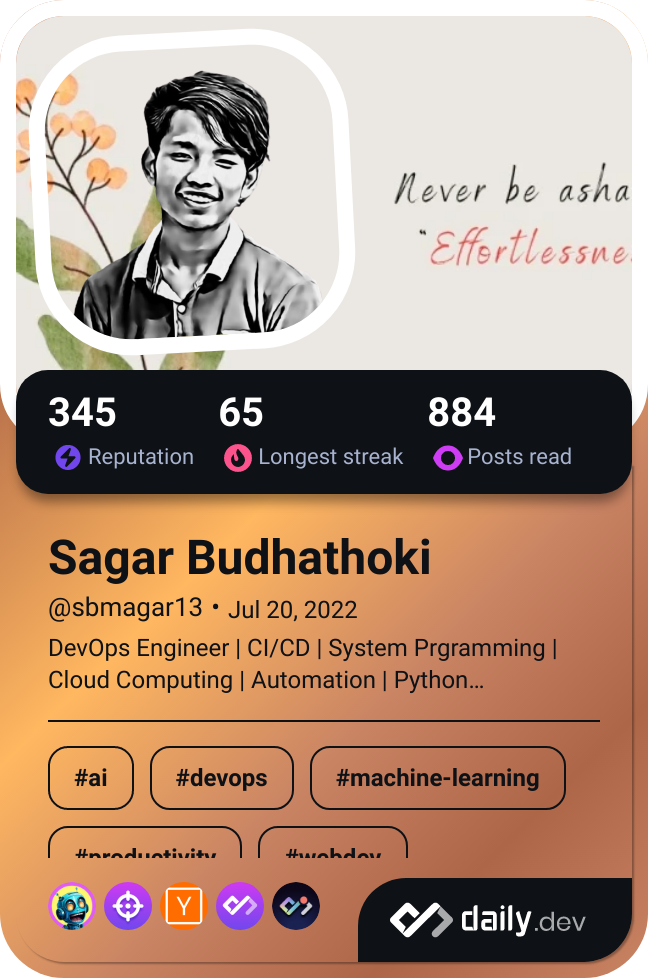 Never be asha
"Effortlessne
345 65 884
Reputation Longest streak Posts read
Sagar Budhathoki
@sbmagar13 • Jul 20, 2022
DevOps Engineer | CI/CD | System Prgramming |
Cloud Computing | Automation | Python...
#ai #devops #machine-learning
#productivity #webdev
Y
daily.dev